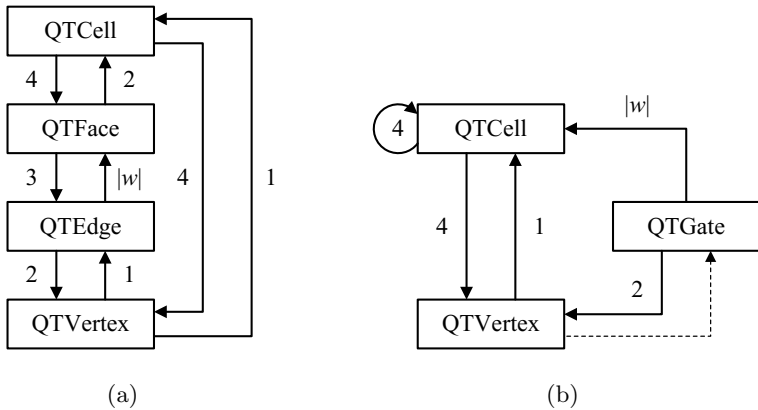 QTCell
4
2
QTFace
3
|w|
QTEdge
2
1
QTVertex
4
1
(a)
|w|
4
QTCell
4
1
QTGate
2
QTVertex
(b)